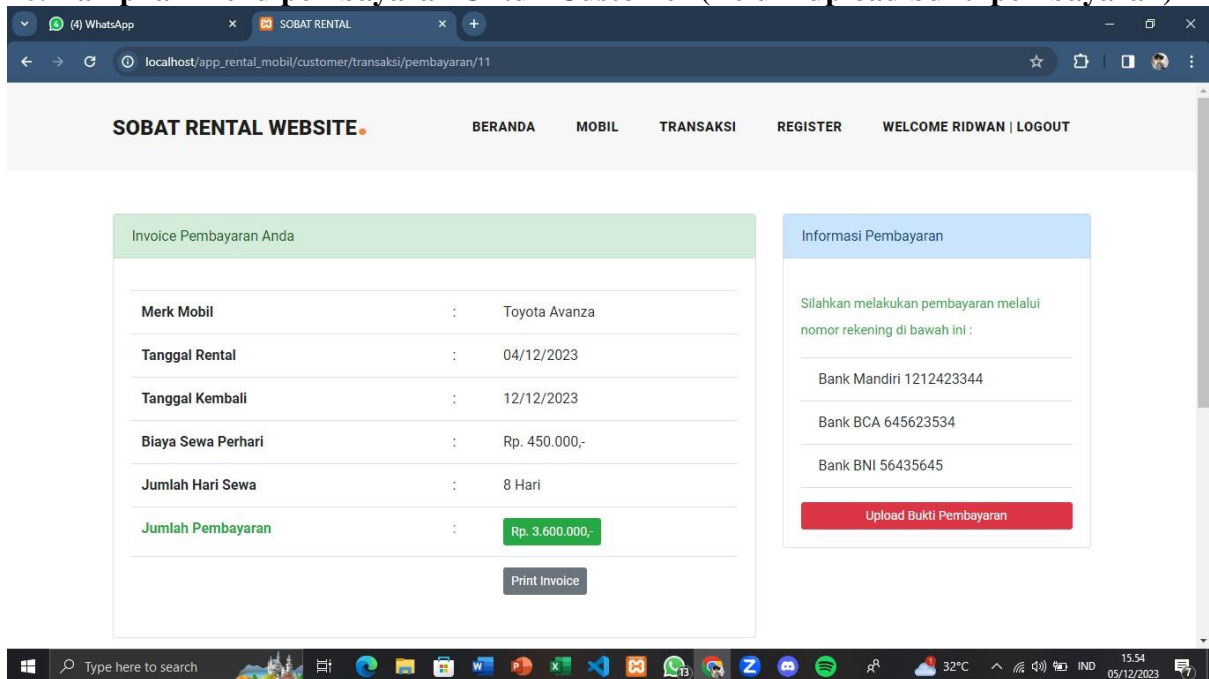 (4) WhatsApp
SOBAT RENTAL
localhost/app_rental_mobil/customer/transaksi/pembayaran/11
SOBAT RENTAL WEBSITE.
BERANDA MOBIL TRANSAKSI REGISTER WELCOME RIDWAN | LOGOUT
Invoice Pembayaran Anda
Merk Mobil : Toyota Avanza
Tanggal Rental : 04/12/2023
Tanggal Kembali : 12/12/2023
Biaya Sewa Perhari : Rp. 450.000,-
Jumlah Hari Sewa : 8 Hari
Jumlah Pembayaran : Rp. 3.600.000,-
Print Invoice
Informasi Pembayaran
Silahkan melakukan pembayaran melalui
nomor rekening di bawah ini :
Bank Mandiri 1212423344
Bank BCA 645623534
Bank BNI 56435645
Upload Bukti Pembayaran
Type here to search
32°C
IND
15.54
05/12/2023